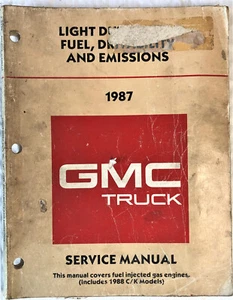 LIGHT
FUEL,
AND EMISSIONS
1987
GMC
TRUCK
SERVICE MANUAL
This manual covers fuel injected gas engines.
(includes 1988 C/K Models)